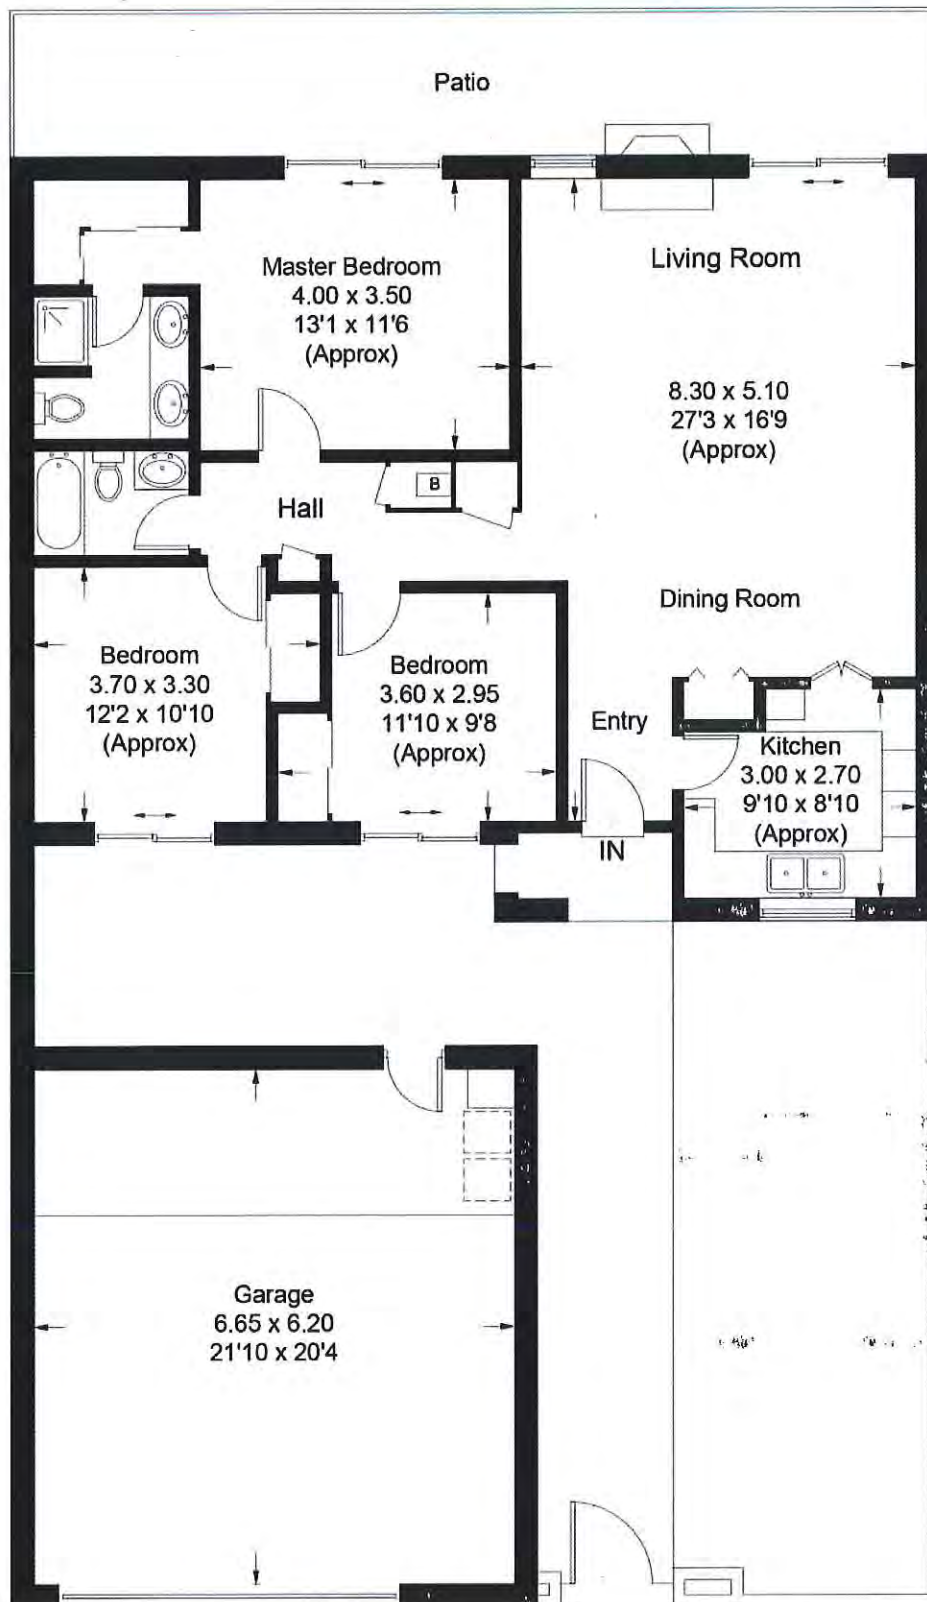 Patio
Master Bedroom
4.00 x 3.50
13'1 x 11'6
(Approx)
Living Room
8.30 x 5.10
27'3 x 16'9
(Approx)
B
Hall
Dining Room
Bedroom
3.70 x 3.30
12'2 x 10'10
(Approx)
Bedroom
3.60 x 2.95
11'10 x 9'8
(Approx)
Entry
Kitchen
3.00 x 2.70
9'10 x 8'10
(Approx)
IN
Garage
6.65 x 6.20
21'10 x 20'4